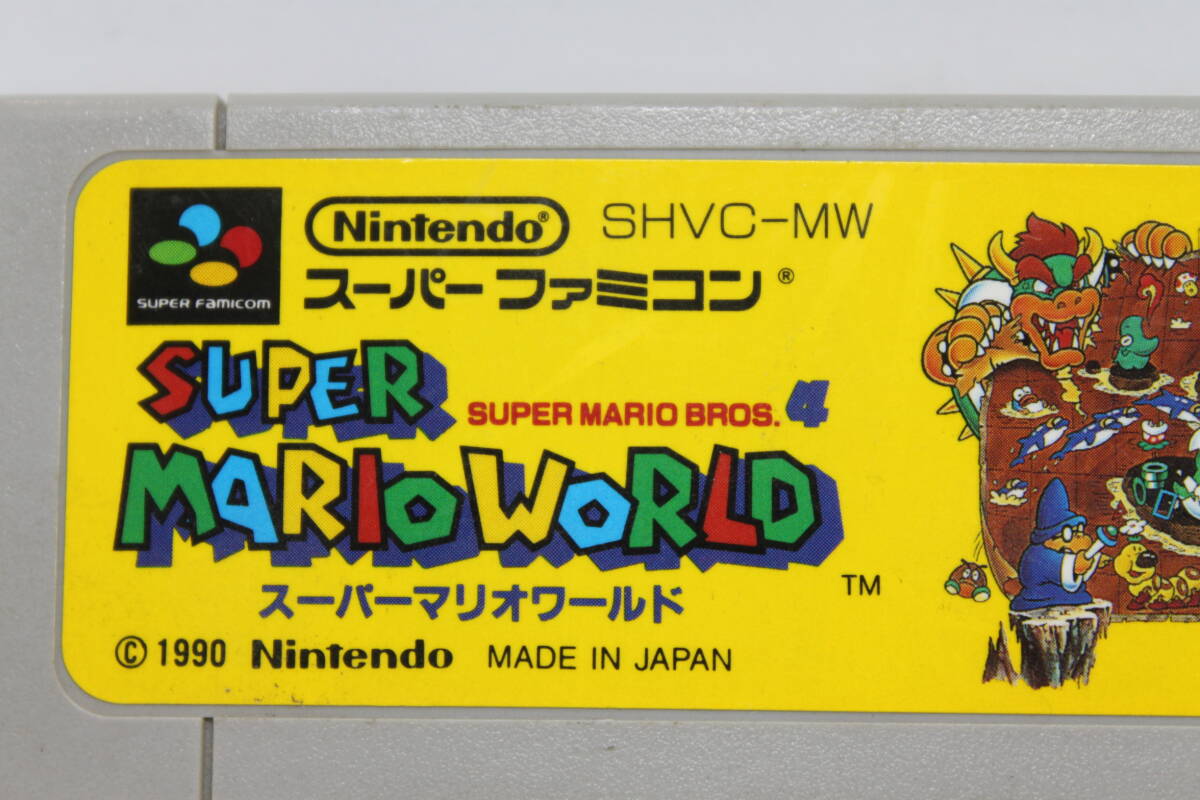 SUPER FAMICOM
Nintendo® SHVC-MW
スーパーファミコン®
SUPER
SUPER MARIO BROS. 4
MARIO WORLD
スーパーマリオワールド
TM
© 1990 Nintendo MADE IN JAPAN